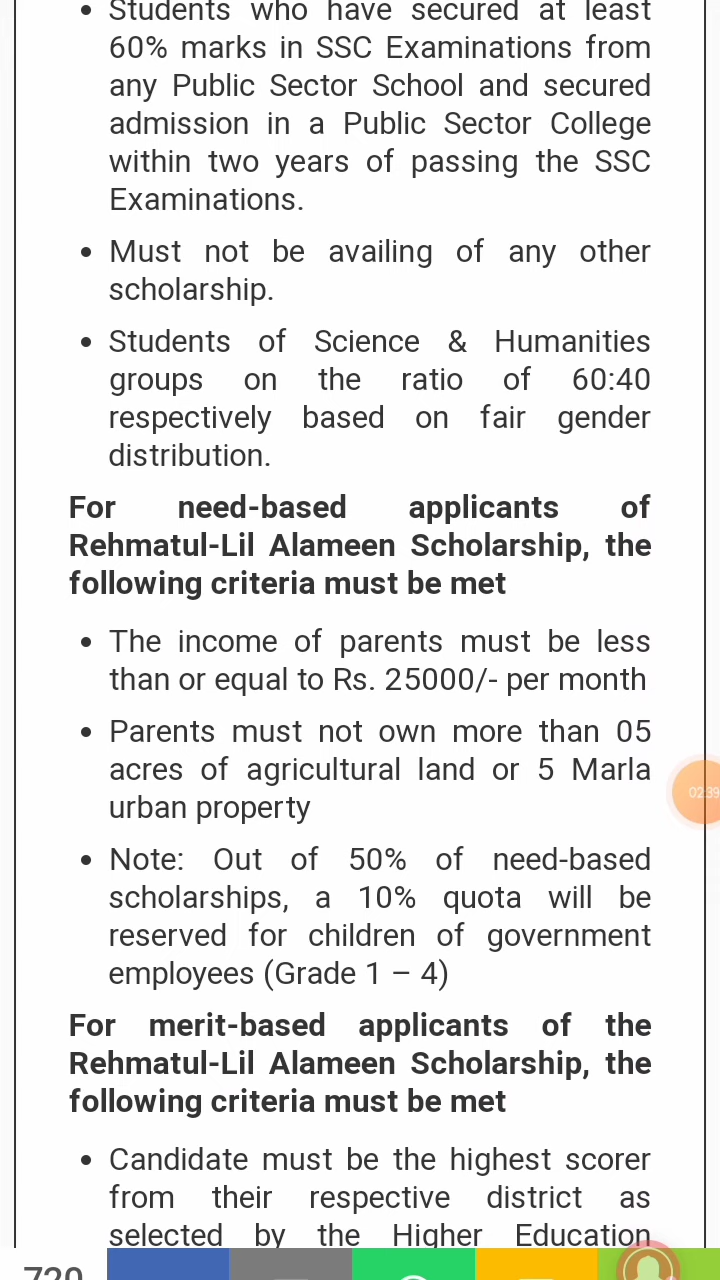 Students who have secured at least
60% marks in SSC Examinations from
any Public Sector School and secured
admission in a Public Sector College
within two years of passing the SSC
Examinations.
Must not be availing of any other
scholarship.
Students of Science & Humanities
groups on the ratio of 60:40
respectively based on fair gender
distribution.
For need-based applicants of
Rehmatul-Lil Alameen Scholarship, the
following criteria must be met
The income of parents must be less
than or equal to Rs. 25000/- per month
Parents must not own more than 05
acres of agricultural land or 5 Marla
urban property
02:39
Note: Out of 50% of need-based
scholarships, a 10% quota will be
reserved for children of government
employees (Grade 1 – 4)
For merit-based applicants of the
Rehmatul-Lil Alameen Scholarship, the
following criteria must be met
Candidate must be the highest scorer
from their respective district as
selected by the Higher Education
720